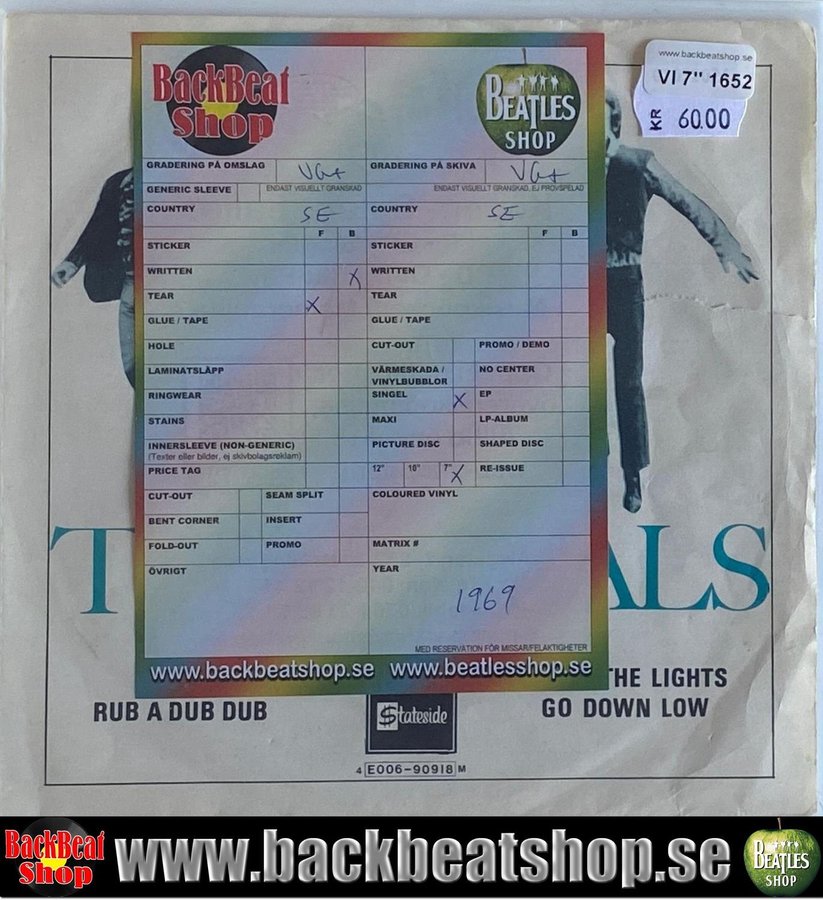 www.backbeatshop.se
VI 7" 1652
KR 60.00
BackBeat
Shop
BEATLES
SHOP
GRADERING PÅ OMSLAG VG+
GRADERING PÅ SKIVA VG+
GENERIC SLEEVE ENDAST VISUELLT GRANSKAD
ENDAST VISUELLT GRANSKAD, EJ PROVSPELAD
COUNTRY SE
COUNTRY SE
F B
F B
STICKER
STICKER
WRITTEN X
WRITTEN
TEAR X
TEAR
GLUE / TAPE
GLUE / TAPE
HOLE
CUT-OUT PROMO / DEMO
LAMINATSLÄPP
VÄRMESKADA /
VINYLBUBBLOR
NO CENTER
RINGWEAR
SINGEL X EP
STAINS
MAXI LP-ALBUM
INNERSLEEVE (NON-GENERIC)
(Texter eller bilder, ej skivbolagsreklam)
PICTURE DISC SHAPED DISC
PRICE TAG
12" 10" 7" X RE-ISSUE
CUT-OUT SEAM SPLIT
COLOURED VINYL
BENT CORNER INSERT
FOLD-OUT PROMO
MATRIX #
ÖVRIGT
YEAR
1969
MED RESERVATION FÖR MISSAR/FELAKTIGHETER
www.backbeatshop.se www.beatlesshop.se
T ALS
RUB A DUB DUB
THE LIGHTS
GO DOWN LOW
Stateside
4 E006-90918 M
BackBeat
Shop
www.backbeatshop.se
BEATLES
SHOP